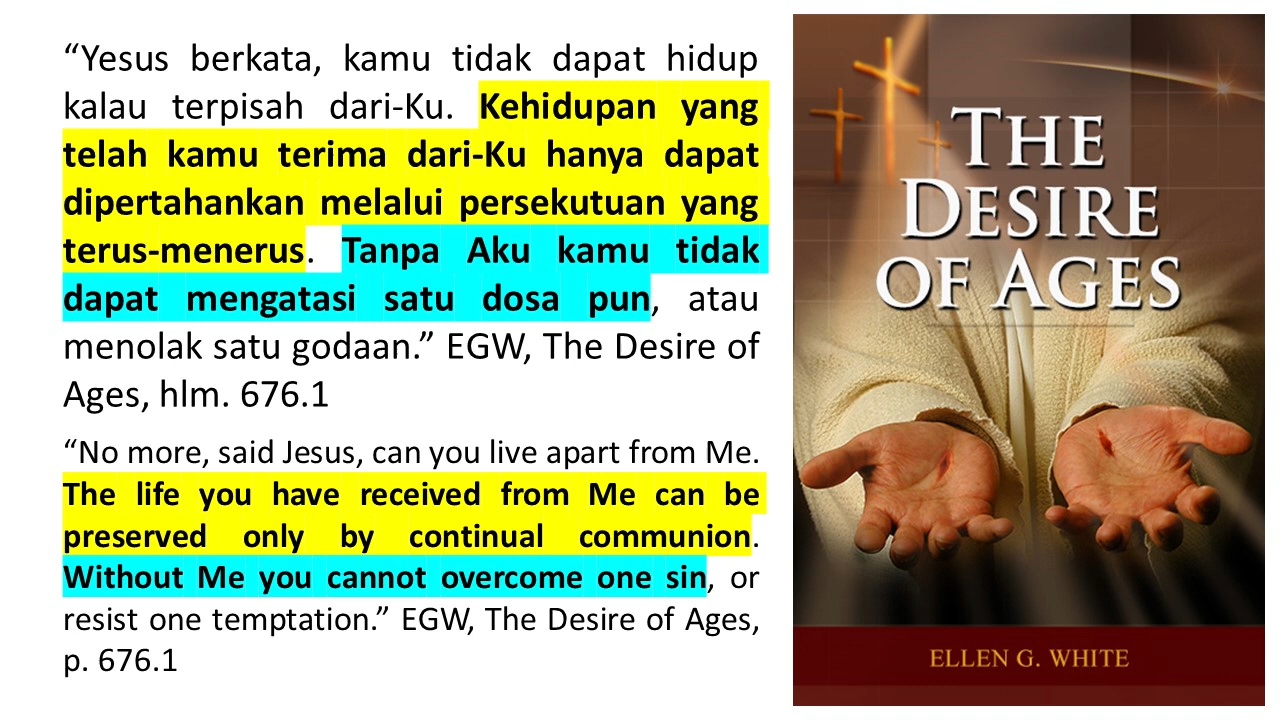 “Yesus berkata, kamu tidak dapat hidup
kalau terpisah dari-Ku. Kehidupan yang
telah kamu terima dari-Ku hanya dapat
dipertahankan melalui persekutuan yang
terus-menerus. Tanpa Aku kamu tidak
dapat mengatasi satu dosa pun, atau
menolak satu godaan.” EGW, The Desire of
Ages, hlm. 676.1
“No more, said Jesus, can you live apart from Me.
The life you have received from Me can be
preserved only by continual communion.
Without Me you cannot overcome one sin, or
resist one temptation.” EGW, The Desire of Ages,
p. 676.1
THE
DESIRE
OF AGES
ELLEN G. WHITE